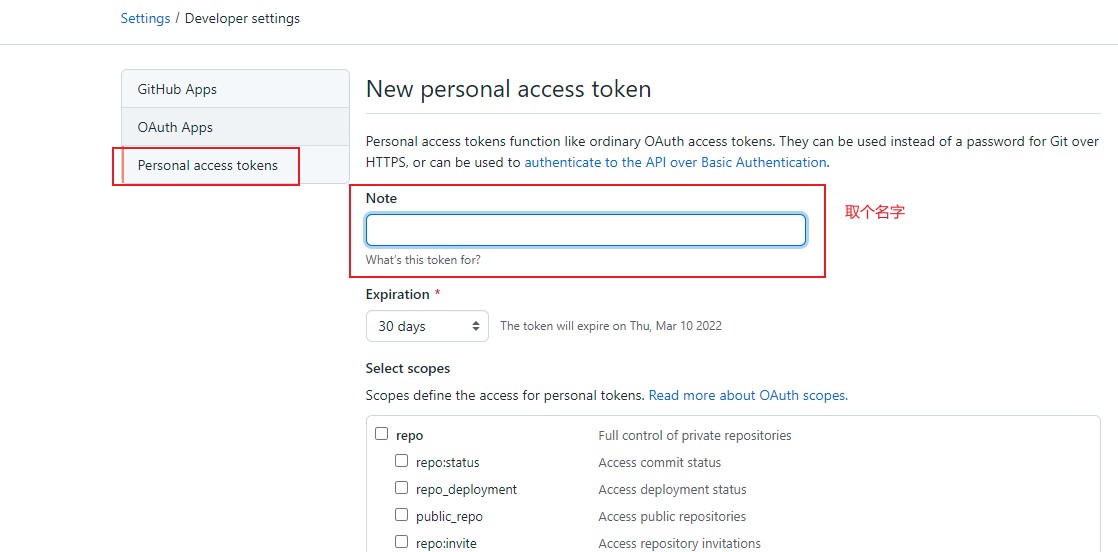 Settings / Developer settings
GitHub Apps
OAuth Apps
Personal access tokens
New personal access token
Personal access tokens function like ordinary OAuth access tokens. They can be used instead of a password for Git over
HTTPS, or can be used to authenticate to the API over Basic Authentication.
Note
取个名字
What's this token for?
Expiration *
30 days The token will expire on Thu, Mar 10 2022
Select scopes
Scopes define the access for personal tokens. Read more about OAuth scopes.
repo Full control of private repositories
repo:status Access commit status
repo_deployment Access deployment status
public_repo Access public repositories
repo:invite Access repository invitations